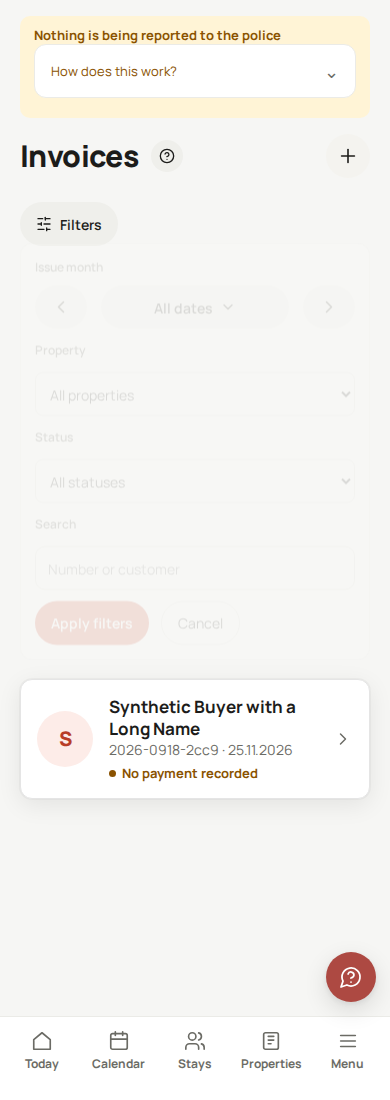 Nothing is being reported to the police
How does this work?
Invoices
Filters
Issue month
All dates
Property
All properties
Status
All statuses
Search
Number or customer
Apply filters
Cancel
S
Synthetic Buyer with a
Long Name
2026-0918-2cc9 · 25.11.2026
No payment recorded
Today
Calendar
Stays
Properties
Menu